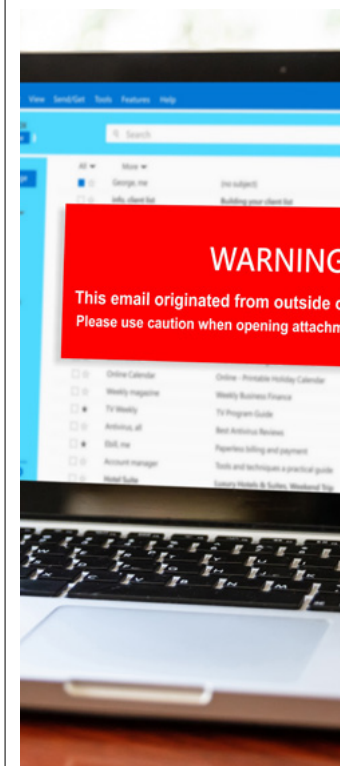 View Send/Get Tools Features Help
Search
All More
George, me (no subject)
info, client list Building your client list
WARNING
This email originated from outside o
Please use caution when opening attachm
Online Calendar Online - Printable Holiday Calendar
Weekly magazine Weekly Business Finance
TV Weekly TV Program Guide
Antivirus, all Best Antivirus Reviews
Ebill, me Paperless billing and payment
Account manager Tools and techniques a practical guide
Hotel Suite Luxury Hotels & Suites, Weekend Trip